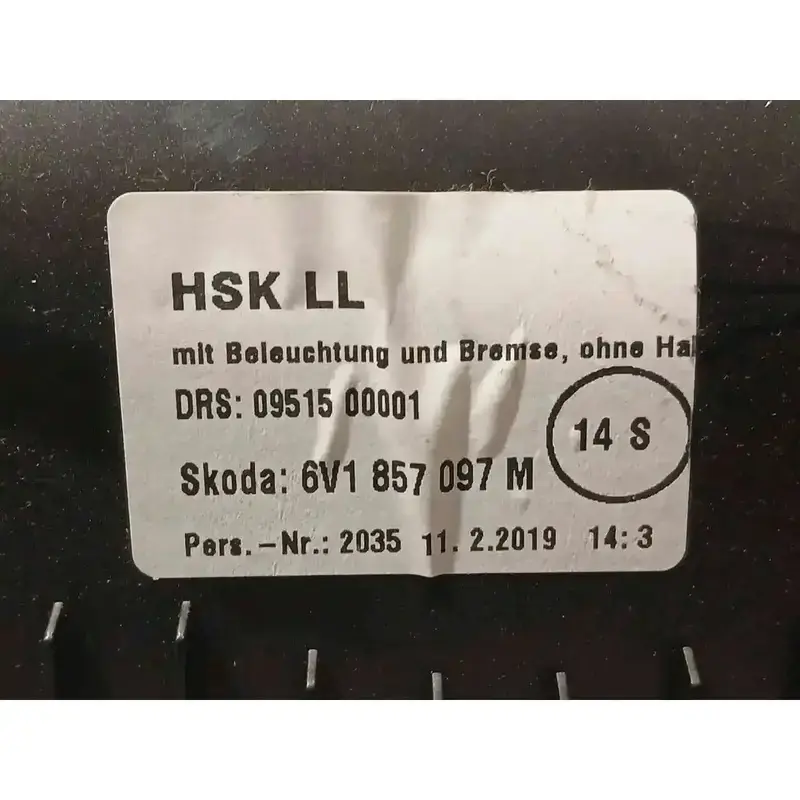 HSK LL
mit Beleuchtung und Bremse, ohne
DRS: 09515 00001
14 S
Skoda: 6V1 857 097 M
Pers.-Nr.: 2035 11. 2.2019 14:3